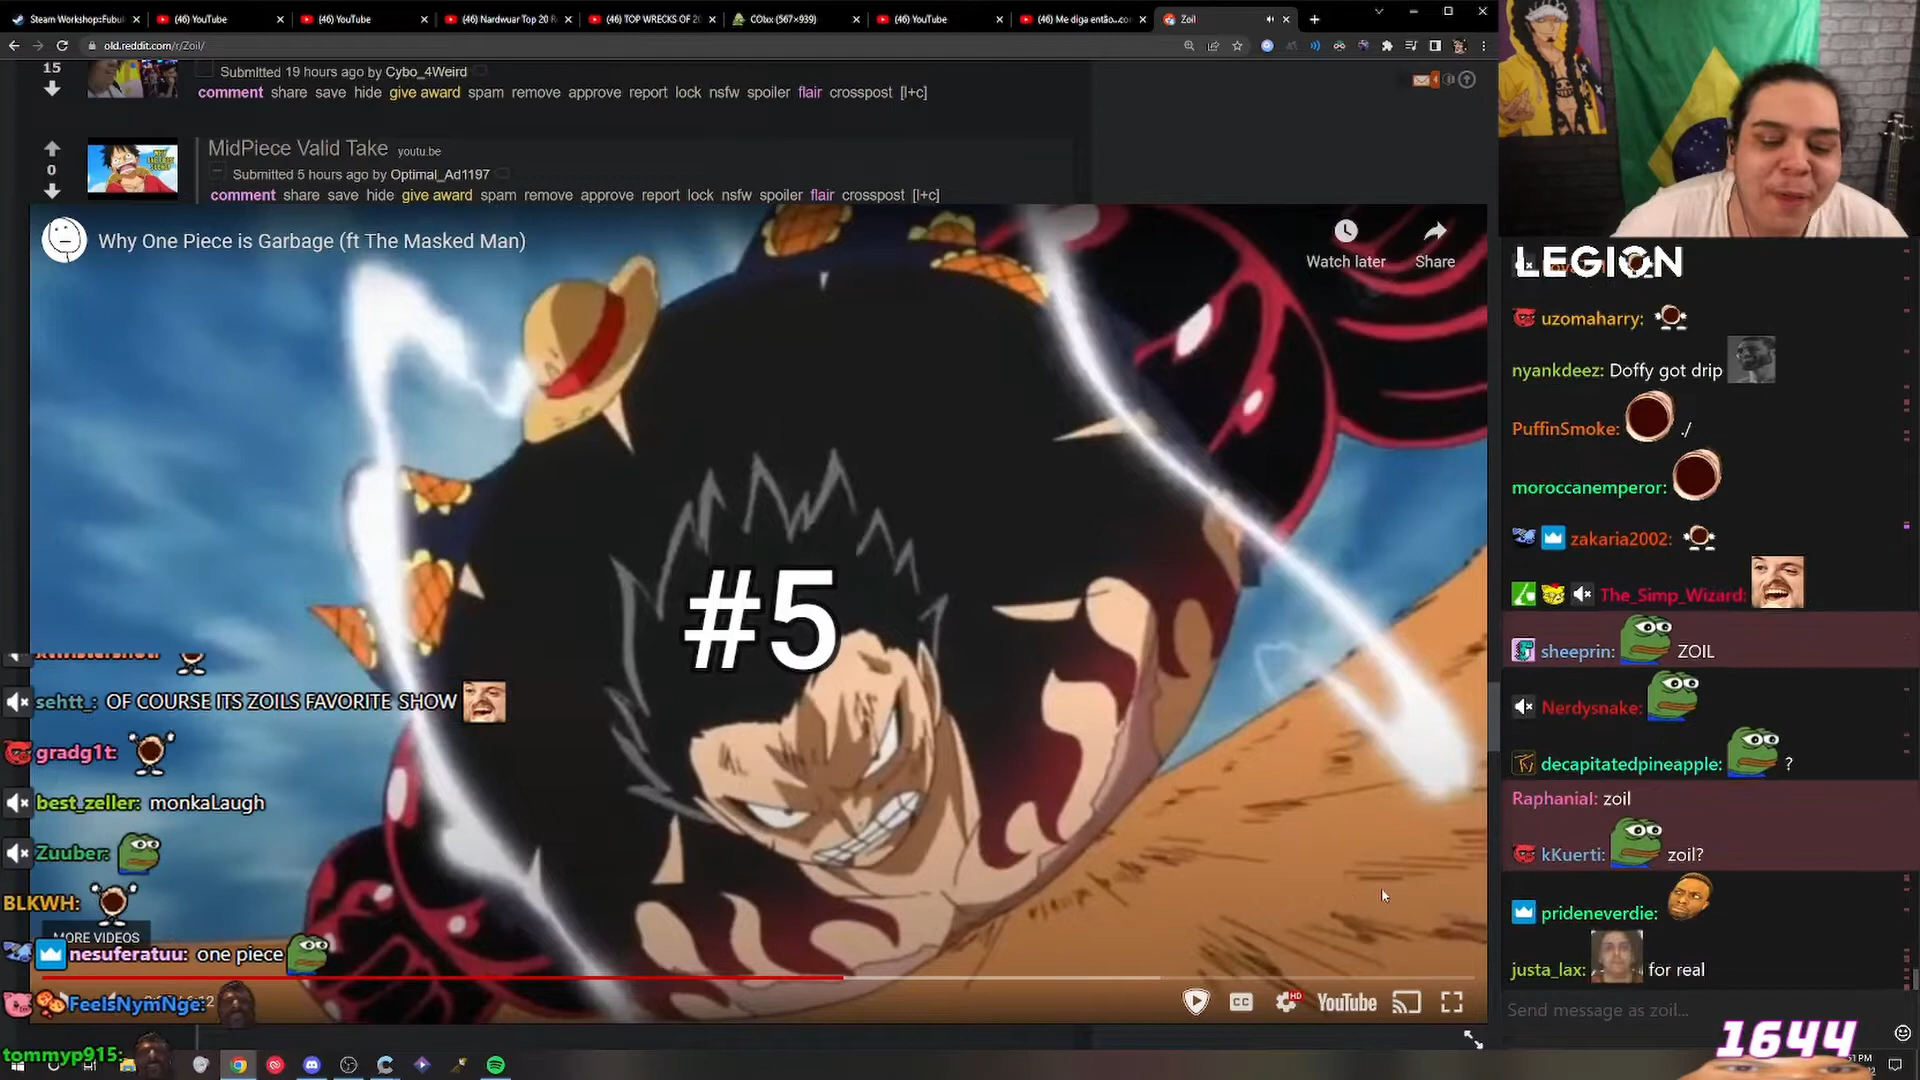 Steam Workshop::Fubu
(46) YouTube
(46) YouTube
(46) Nardwuar Top 20 R
(46) TOP WRECKS OF 20
COlxx (567×939)
(46) YouTube
(46) Me diga então...
Zoil
old.reddit.com/r/Zoil/
15
Submitted 19 hours ago by Cybo_4Weird
comment share save hide give award spam remove approve report lock nsfw spoiler flair crosspost [l+c]
0
MidPiece Valid Take youtu.be
Submitted 5 hours ago by Optimal_Ad1197
comment share save hide give award spam remove approve report lock nsfw spoiler flair crosspost [l+c]
Why One Piece is Garbage (ft The Masked Man)
Watch later
Share
#5
sehtt_: OF COURSE ITS ZOILS FAVORITE SHOW
gradg1t:
best_zeller: monkaLaugh
Zuuber:
BLKWH:
MORE VIDEOS
nesuferatuu: one piece
FeelsNymNge:
tommyp915:
CC
HD
YouTube
LEGION
uzomaharry:
nyankdeez: Doffy got drip
PuffinSmoke: ./
moroccanemperor:
zakaria2002:
The_Simp_Wizard:
sheeprin: ZOIL
Nerdysnake:
decapitatedpineapple: ?
Raphanial: zoil
kKuerti: zoil?
prideneverdie:
justa_lax: for real
Send message as zoil...
1644